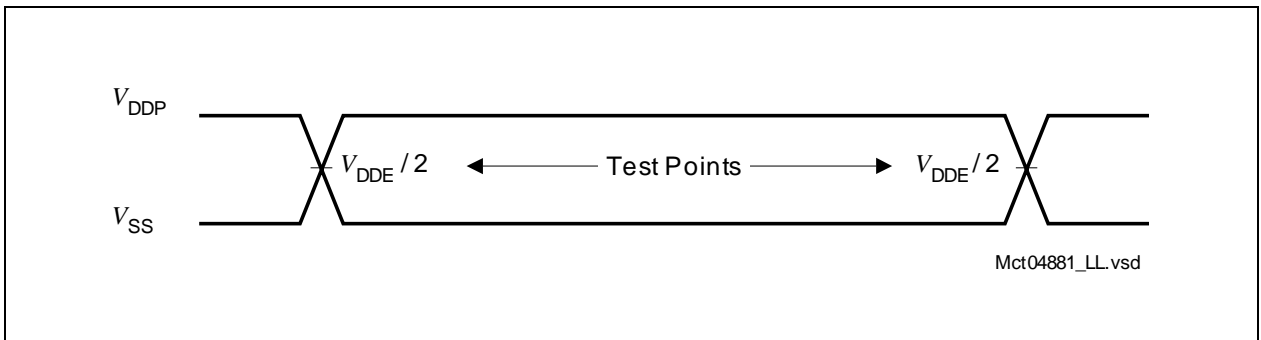 VDDP
VDDE / 2 Test Points VDDE / 2
VSS
Mct04881_LL.vsd